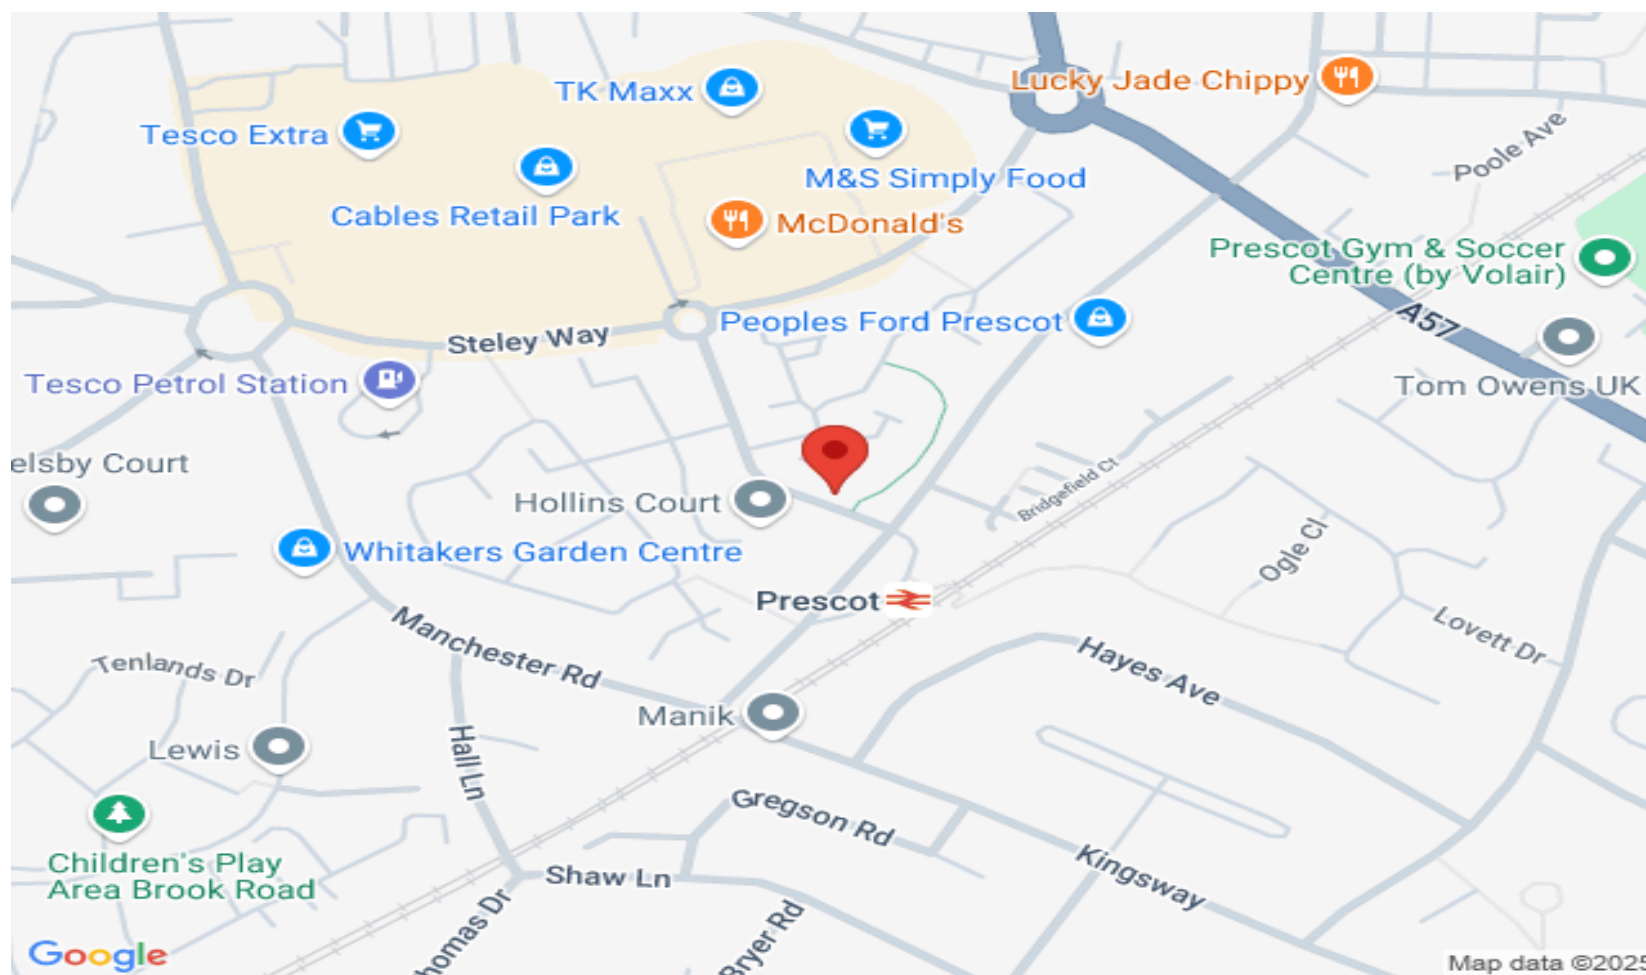 TK Maxx
Lucky Jade Chippy
Tesco Extra
Poole Ave
M&S Simply Food
Cables Retail Park
McDonald's
Prescot Gym & Soccer
Centre (by Volair)
Peoples Ford Prescot
A57
Steley Way
Tesco Petrol Station
Tom Owens UK
elsby Court
Bridgefield Ct
Hollins Court
Whitakers Garden Centre
Ogle Cl
Prescot
Manchester Rd
Lovett Dr
Hayes Ave
Tenlands Dr
Manik
Lewis
Hall Ln
Gregson Rd
Children's Play
Area Brook Road
Shaw Ln
Kingsway
homas Dr
Bryer Rd
Google
Map data ©2025